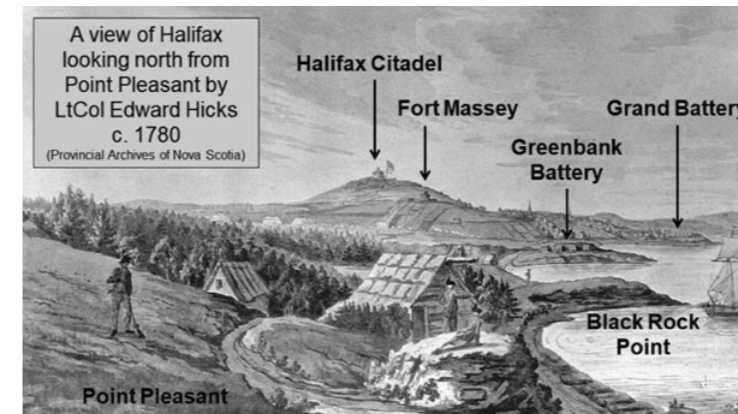 A view of Halifax
looking north from
Point Pleasant by
LtCol Edward Hicks
c. 1780
(Provincial Archives of Nova Scotia)
Halifax Citadel
Fort Massey
Grand Battery
Greenbank
Battery
Black Rock
Point
Point Pleasant